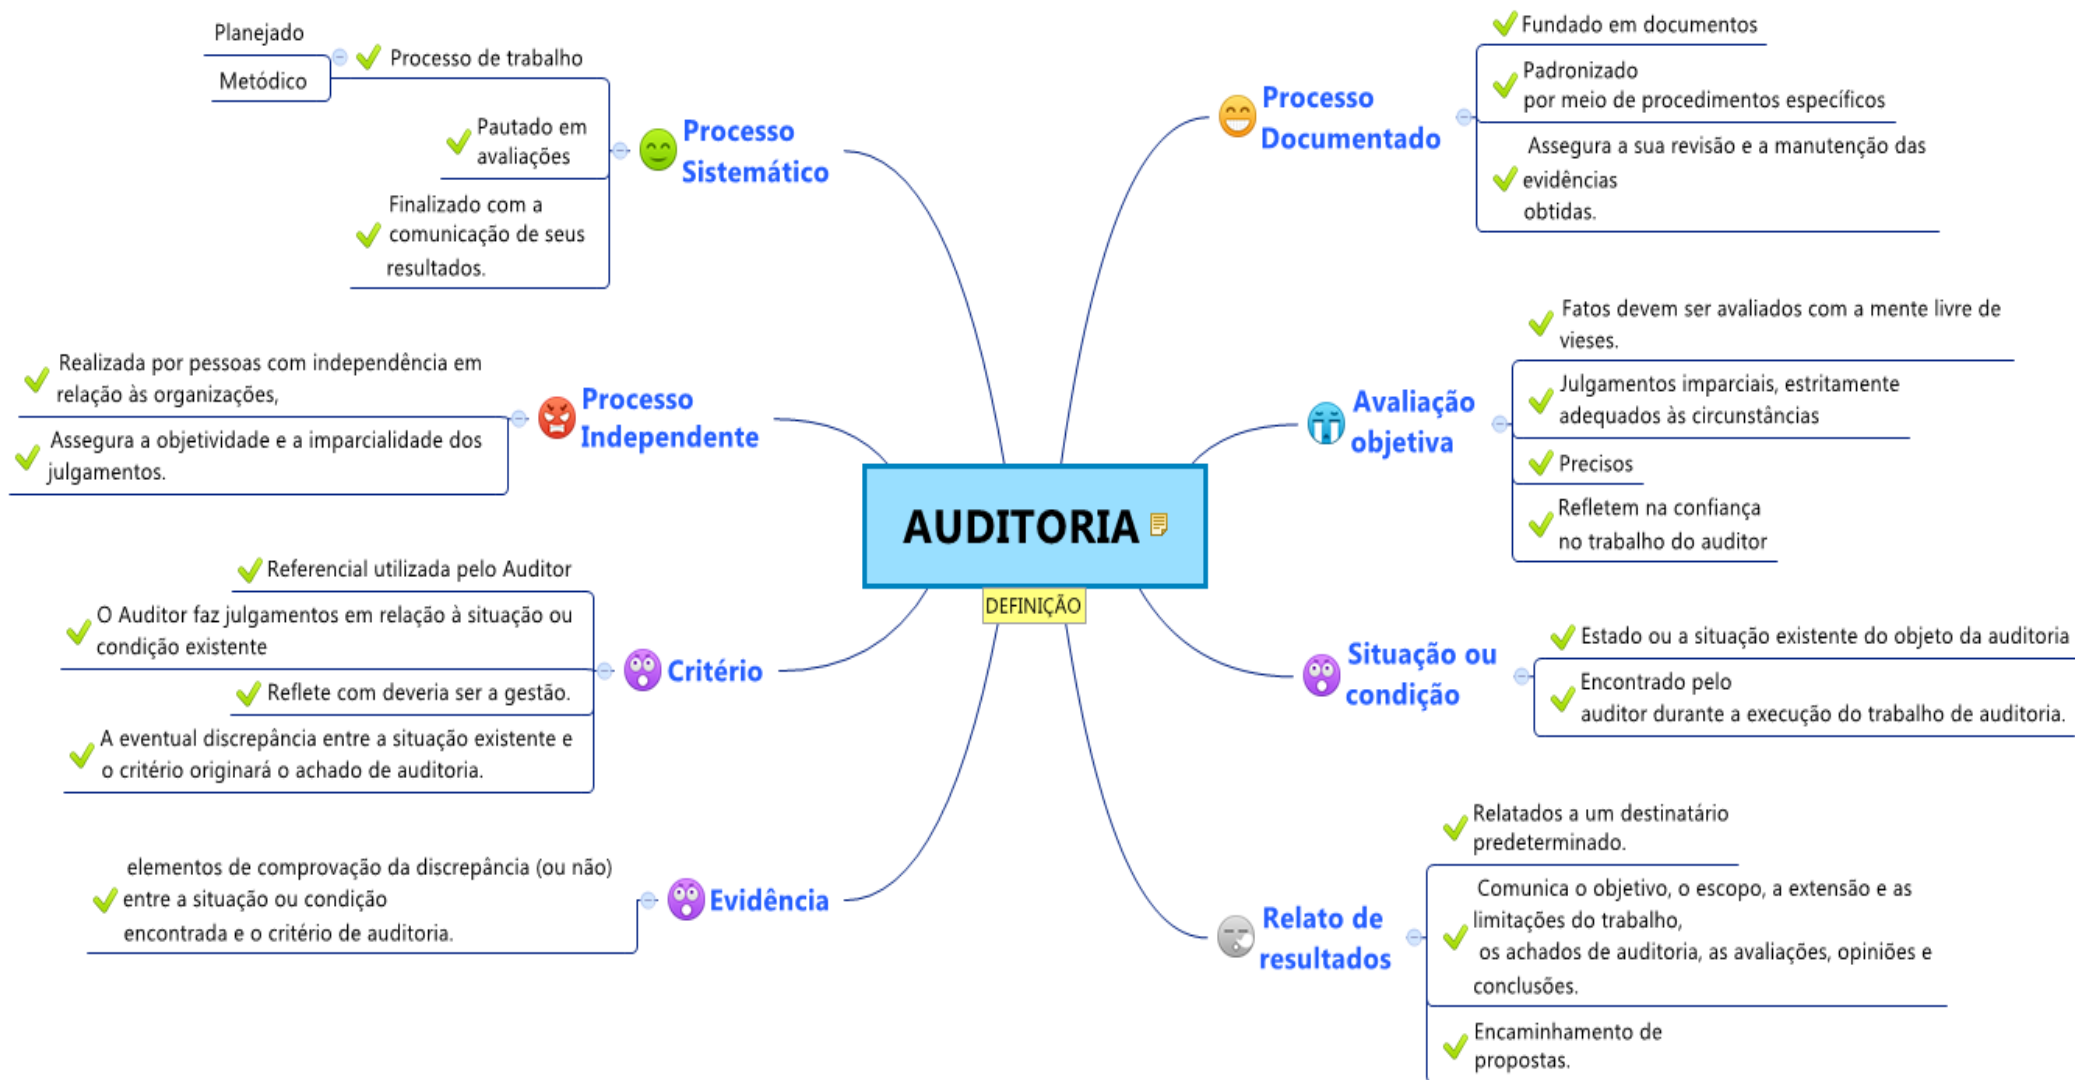 AUDITORIA
DEFINIÇÃO
Processo
Sistemático
Processo de trabalho
Planejado
Metódico
Pautado em
avaliações
Finalizado com a
comunicação de seus
resultados.
Processo
Independente
Realizada por pessoas com independência em
relação às organizações,
Assegura a objetividade e a imparcialidade dos
julgamentos.
Critério
Referencial utilizada pelo Auditor
O Auditor faz julgamentos em relação à situação ou
condição existente
Reflete com deveria ser a gestão.
A eventual discrepância entre a situação existente e
o critério originará o achado de auditoria.
Evidência
elementos de comprovação da discrepância (ou não)
entre a situação ou condição
encontrada e o critério de auditoria.
Processo
Documentado
Fundado em documentos
Padronizado
por meio de procedimentos específicos
Assegura a sua revisão e a manutenção das
evidências
obtidas.
Avaliação
objetiva
Fatos devem ser avaliados com a mente livre de
vieses.
Julgamentos imparciais, estritamente
adequados às circunstâncias
Precisos
Refletem na confiança
no trabalho do auditor
Situação ou
condição
Estado ou a situação existente do objeto da auditoria
Encontrado pelo
auditor durante a execução do trabalho de auditoria.
Relato de
resultados
Relatados a um destinatário
predeterminado.
Comunica o objetivo, o escopo, a extensão e as
limitações do trabalho,
os achados de auditoria, as avaliações, opiniões e
conclusões.
Encaminhamento de
propostas.